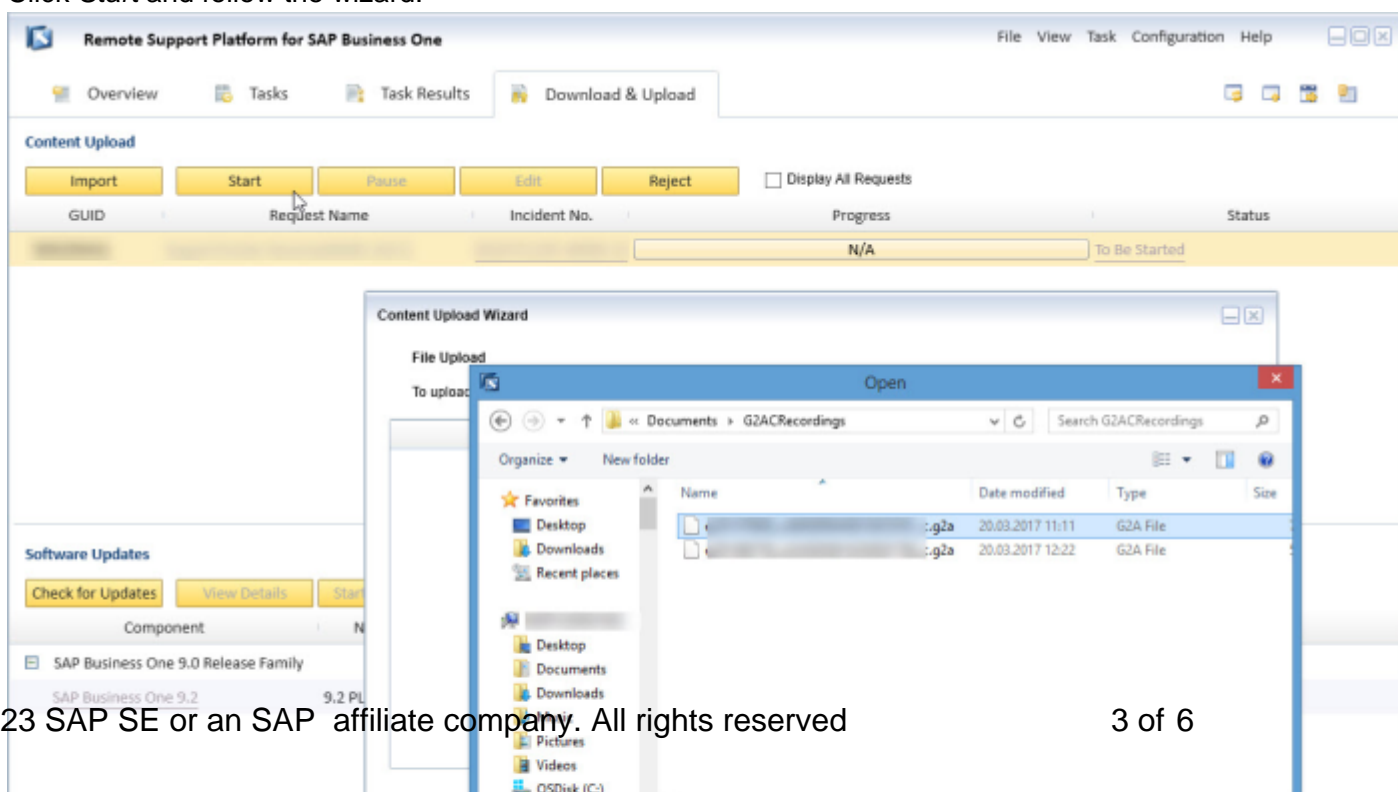 Click Start and follow the wizard.
Remote Support Platform for SAP Business One File View Task Configuration Help
Overview Tasks Task Results Download & Upload
Content Upload
Import Start Pause Edit Reject Display All Requests
GUID Request Name Incident No. Progress Status
N/A To Be Started
Content Upload Wizard
File Upload
To upload
Open
« Documents › G2ACRecordings Search G2ACRecordings
Organize New folder
Name Date modified Type Size
Favorites
Desktop .g2a 20.03.2017 11:11 G2A File
Downloads .g2a 20.03.2017 12:22 G2A File
Recent places
Desktop
Documents
Downloads
Music
Pictures
Videos
OSDisk (C:)
Software Updates
Check for Updates View Details Start
Component N
SAP Business One 9.0 Release Family
SAP Business One 9.2 9.2 PL
23 SAP SE or an SAP affiliate company. All rights reserved 3 of 6